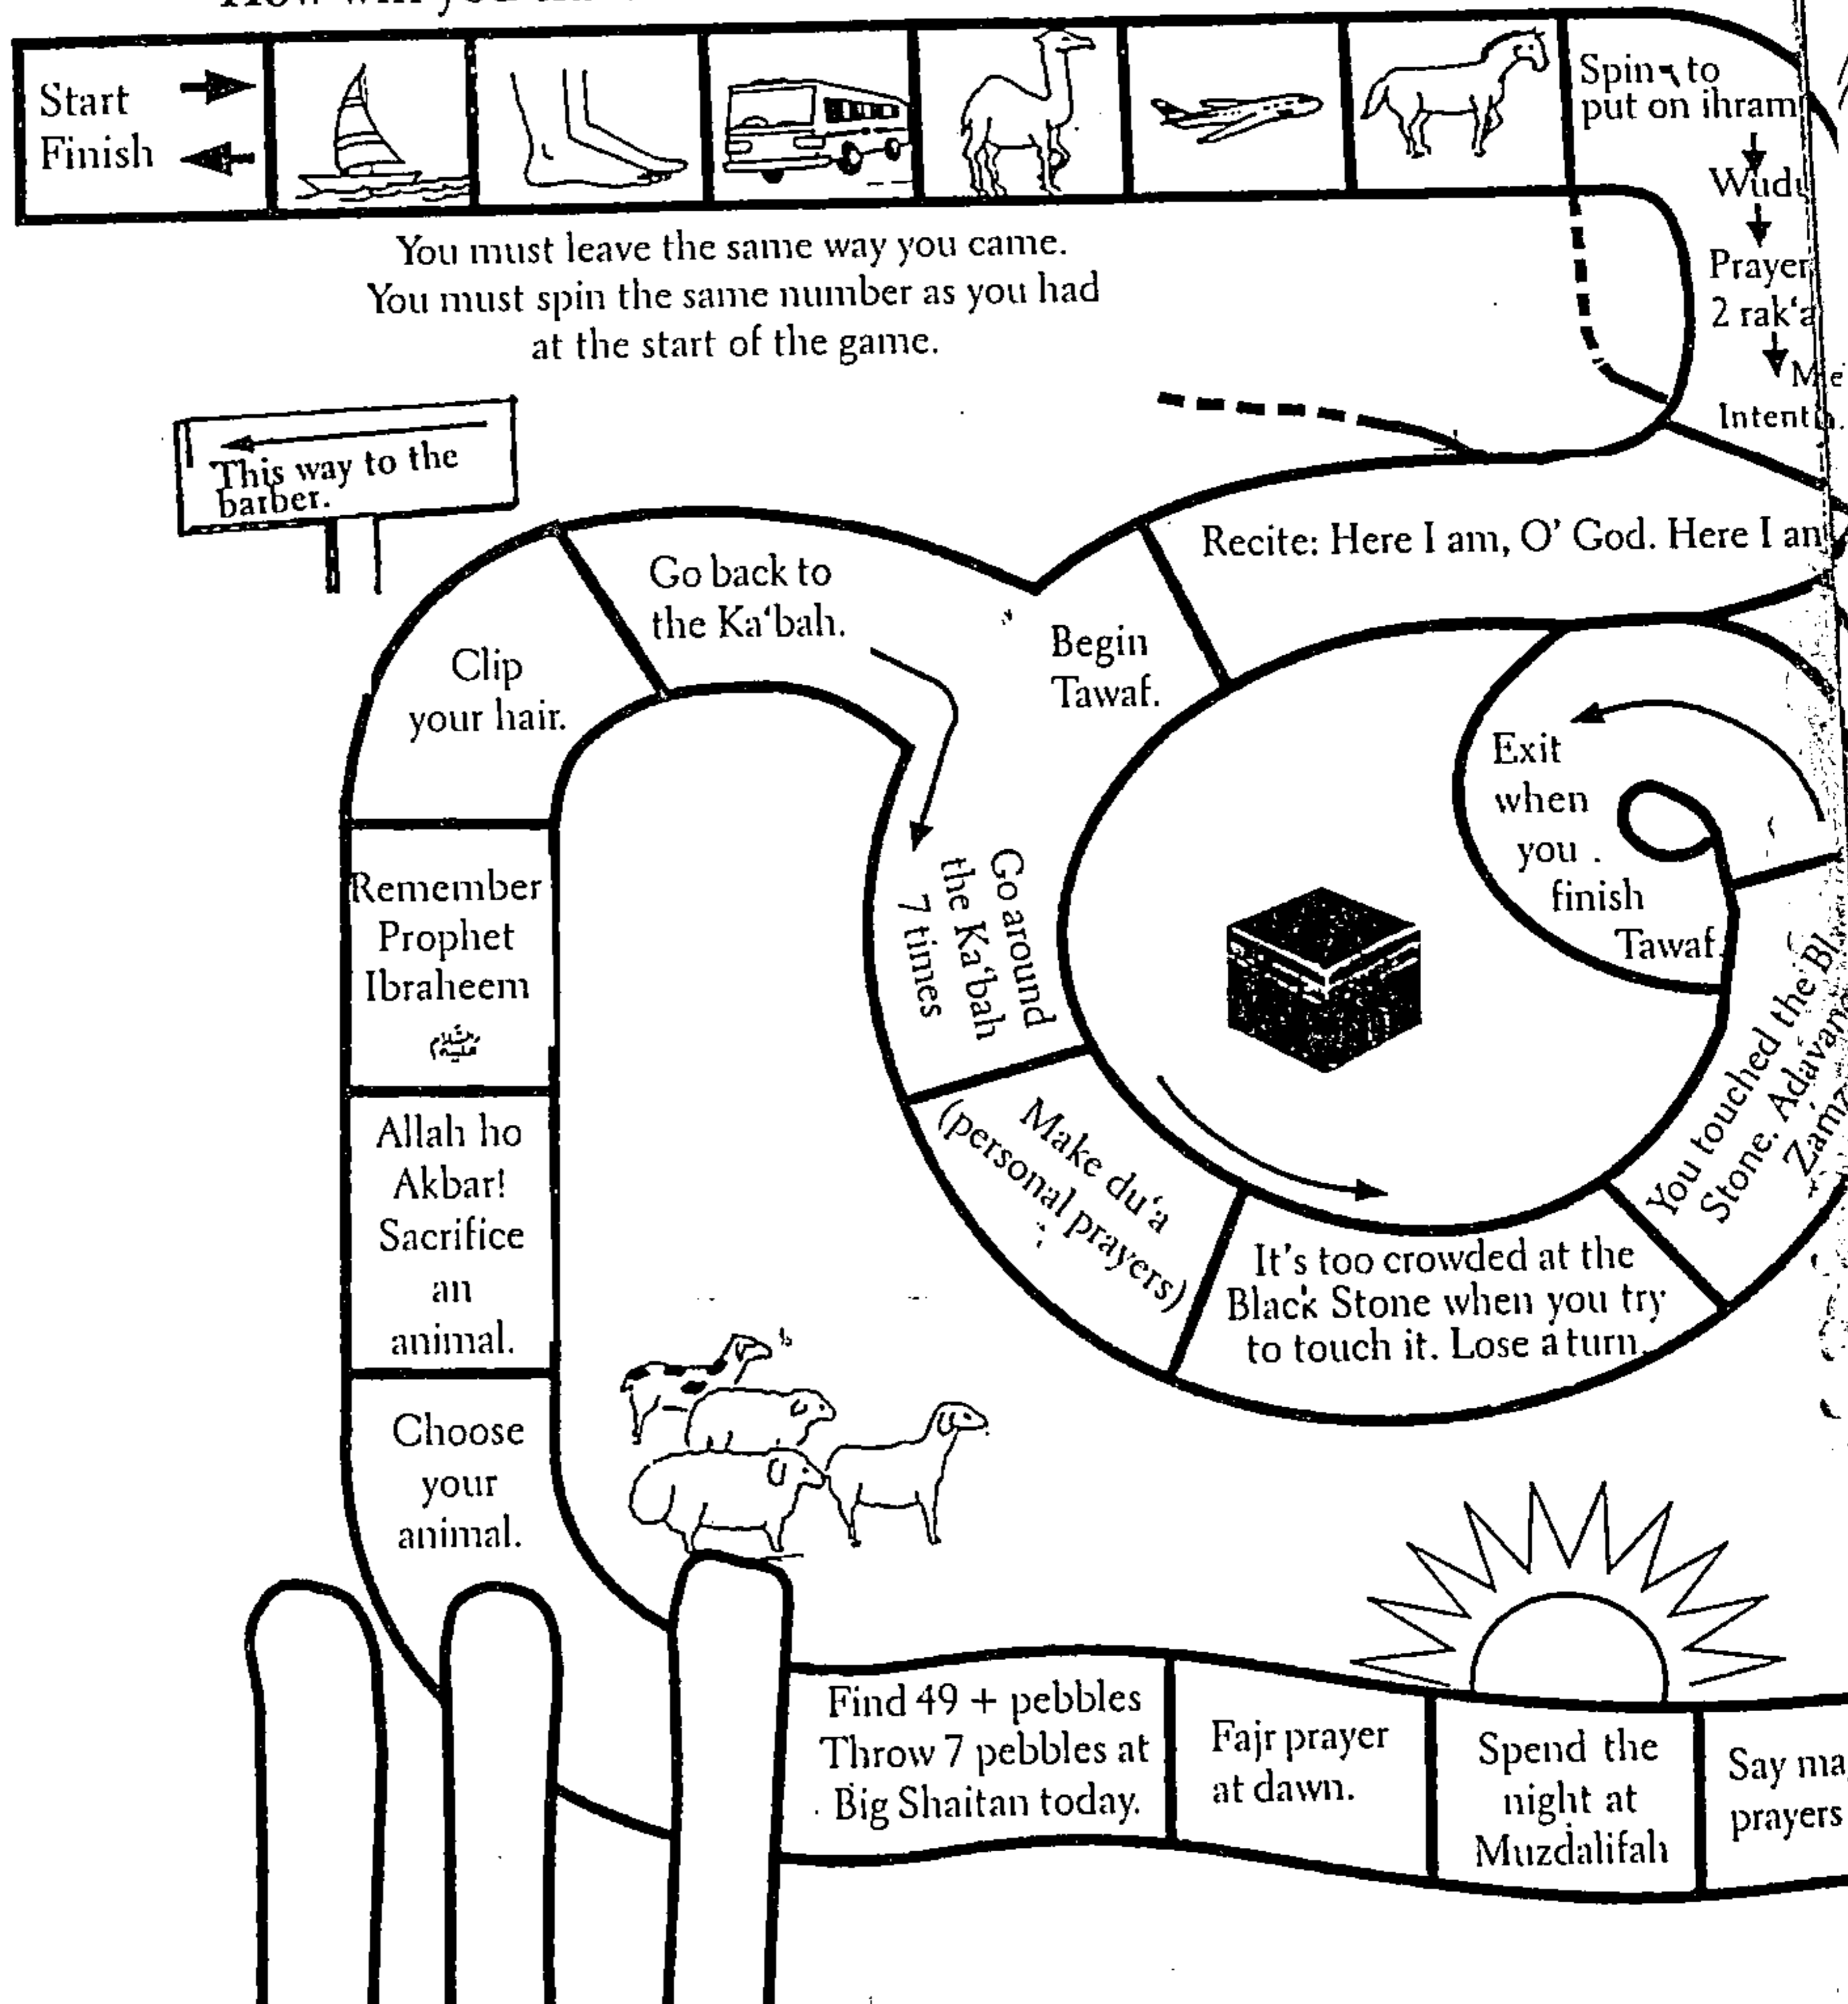 Start
Finish
Spin to
put on ihram
Prayer
2 rak‘a
You must leave the same way you came.
You must spin the same number as you had
at the start of the game.
This way to the
barber.
Recite: Here I am, O’ God. Here I
Go back to
the Ka‘bah.
Begin
Tawaf.
Clip
your hair.
Exit
when
you
finish
Tawaf.
Go around
the Ka‘bah
7 times
Remember
Prophet
Ibraheem
Make du‘a
(personal prayers)
You touched the
Stone.
Allah ho
Akbar!
Sacrifice
an
animal.
It’s too crowded at the
Black Stone when you try
to touch it. Lose a turn.
Choose
your
animal.
Find 49 + pebbles
Throw 7 pebbles at
Big Shaitan today.
Fajr prayer
at dawn.
Spend the
night at
Muzdalifah
Say
prayers